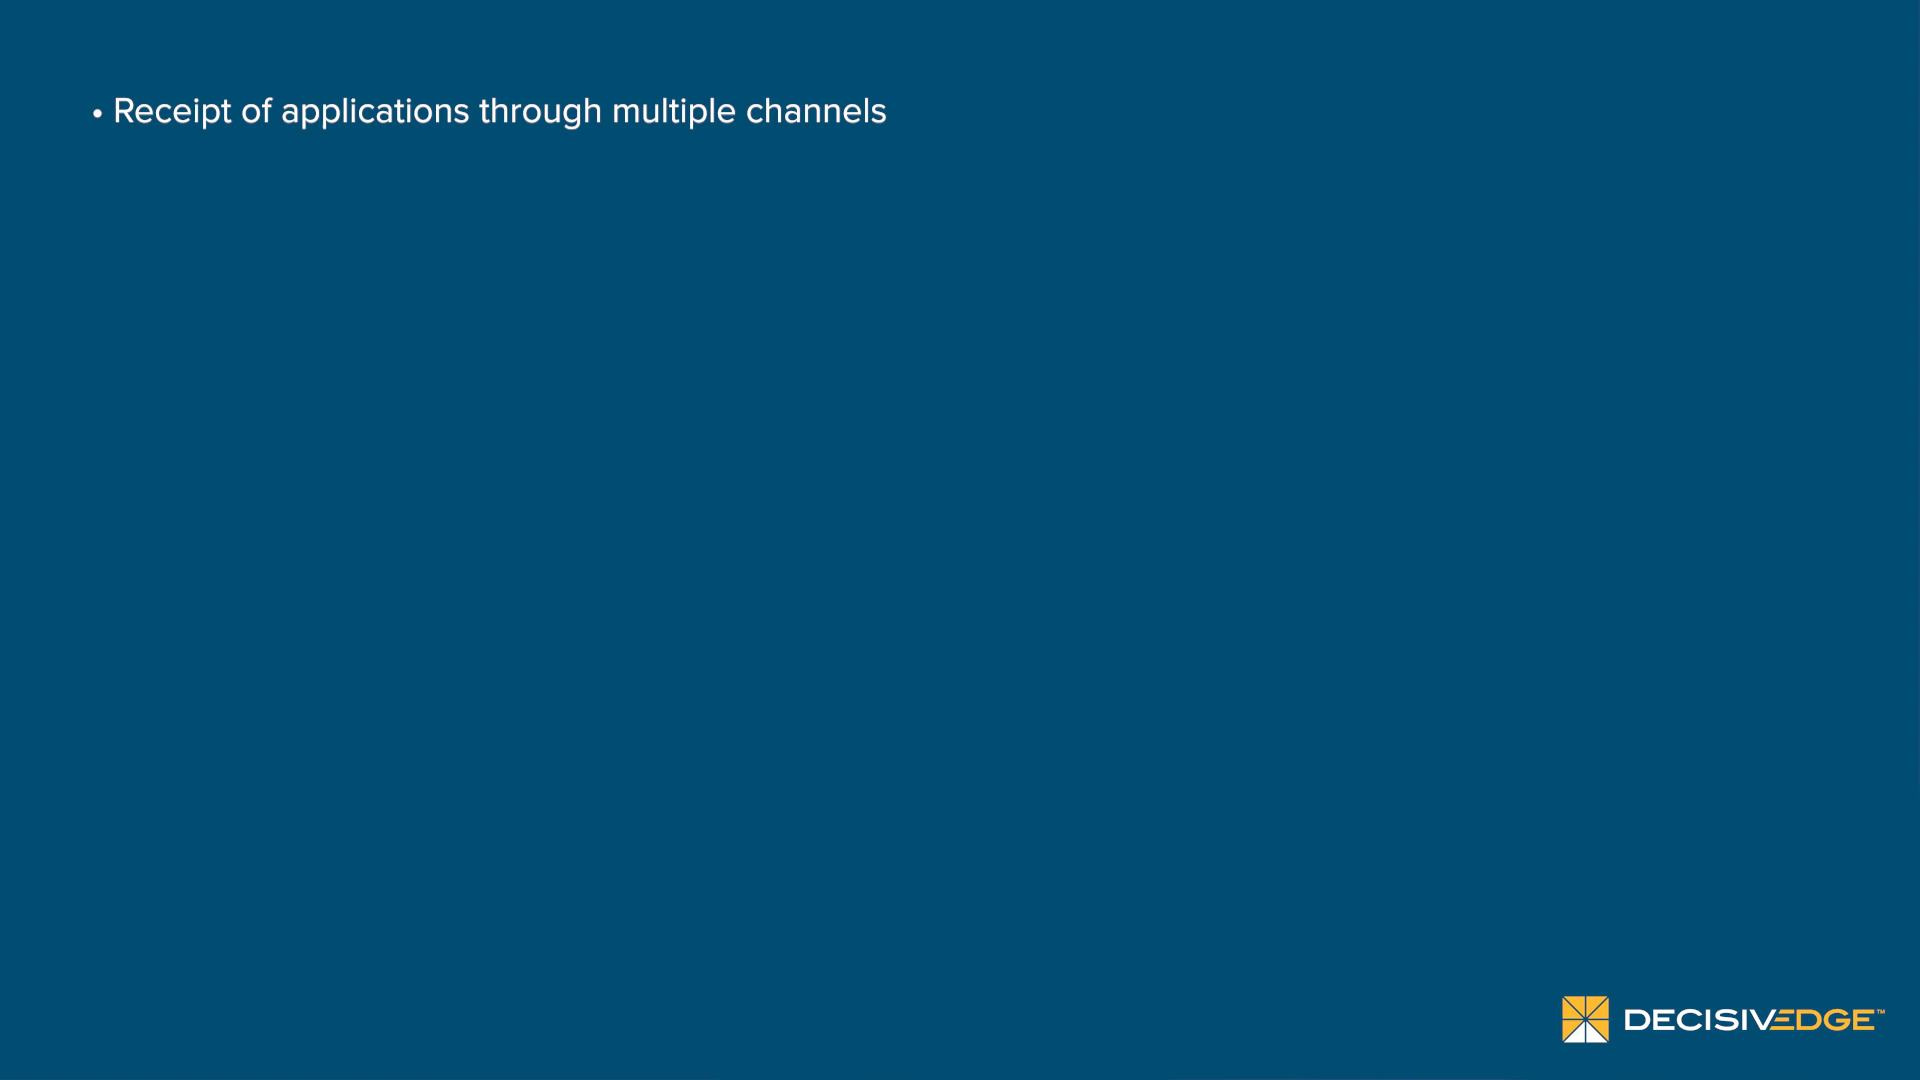 • Receipt of applications through multiple channels
DECISIVEDGE™